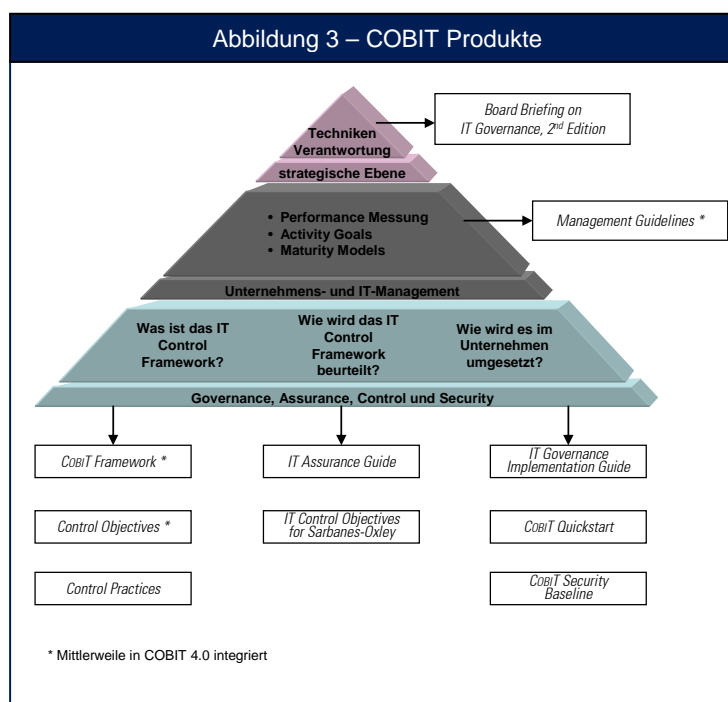 Abbildung 3 – COBIT Produkte
Techniken
Verantwortung
Board Briefing on
IT Governance, 2nd Edition
strategische Ebene
• Performance Messung
• Activity Goals
• Maturity Models
Management Guidelines *
Unternehmens- und IT-Management
Was ist das IT
Control
Framework?
Wie wird das IT
Control
Framework
beurteilt?
Wie wird es im
Unternehmen
umgesetzt?
Governance, Assurance, Control und Security
COBIT Framework *
IT Assurance Guide
IT Governance
Implementation Guide
Control Objectives *
IT Control Objectives
for Sarbanes-Oxley
COBIT Quickstart
Control Practices
COBIT Security
Baseline
* Mittlerweile in COBIT 4.0 integriert